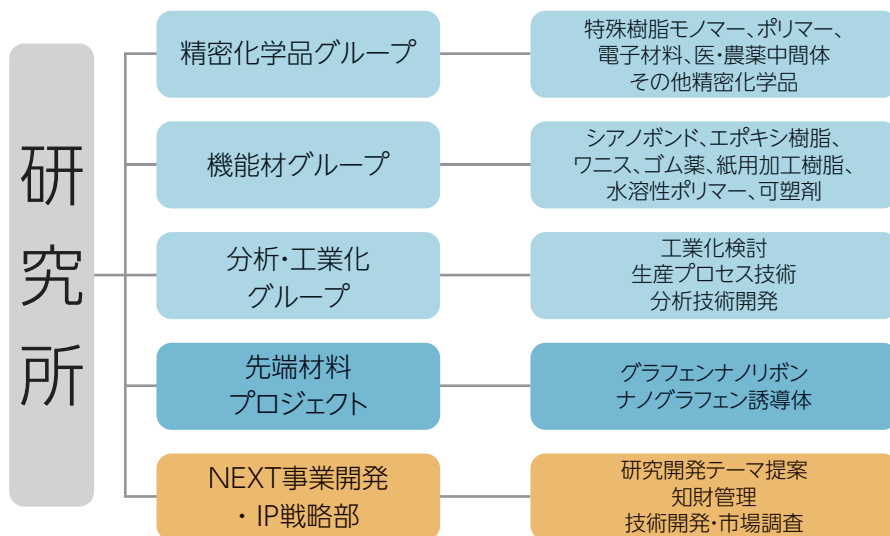 研究所
精密化学品グループ
特殊樹脂モノマー、ポリマー、
電子材料、医・農薬中間体
その他精密化学品
機能材グループ
シアノボンド、エポキシ樹脂、
ワニス、ゴム薬、紙用加工樹脂、
水溶性ポリマー、可塑剤
分析・工業化
グループ
工業化検討
生産プロセス技術
分析技術開発
先端材料
プロジェクト
グラフェンナノリボン
ナノグラフェン誘導体
NEXT事業開発
・IP戦略部
研究開発テーマ提案
知財管理
技術開発・市場調査